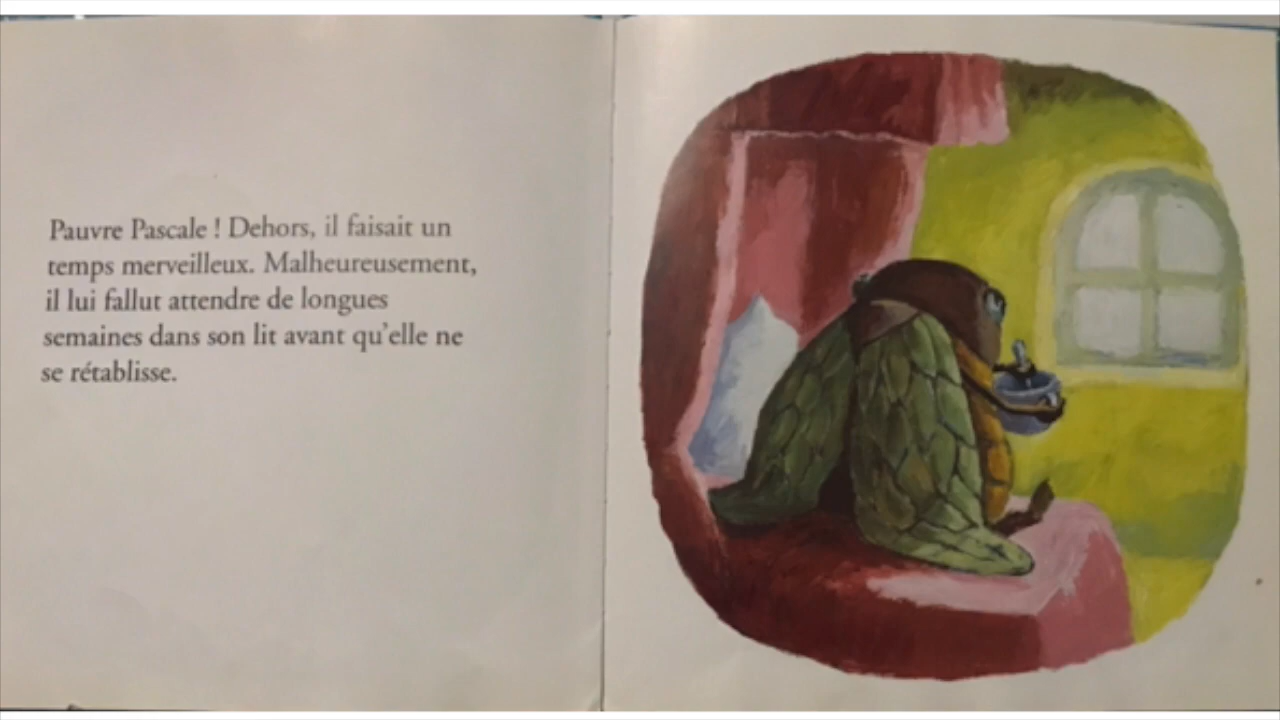 Pauvre Pascale ! Dehors, il faisait un
temps merveilleux. Malheureusement,
il lui fallut attendre de longues
semaines dans son lit avant qu'elle ne
se rétablisse.